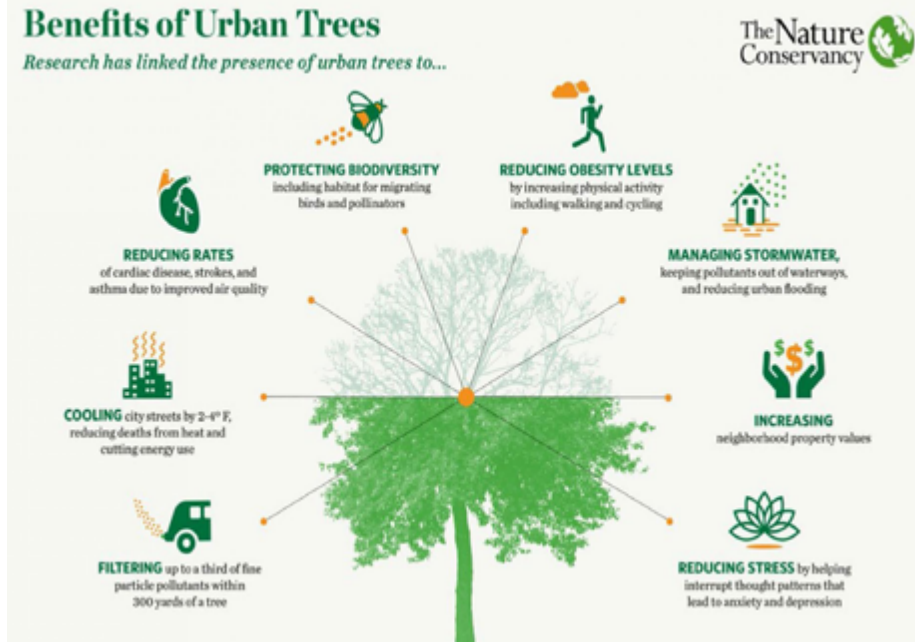 Benefits of Urban Trees
Research has linked the presence of urban trees to...
The Nature
Conservancy
PROTECTING BIODIVERSITY
including habitat for migrating
birds and pollinators
REDUCING OBESITY LEVELS
by increasing physical activity
including walking and cycling
REDUCING RATES
of cardiac disease, strokes, and
asthma due to improved air quality
MANAGING STORMWATER,
keeping pollutants out of waterways,
and reducing urban flooding
COOLING city streets by 2-4° F,
reducing deaths from heat and
cutting energy use
INCREASING
neighborhood property values
FILTERING up to a third of fine
particle pollutants within
300 yards of a tree
REDUCING STRESS by helping
interrupt thought patterns that
lead to anxiety and depression